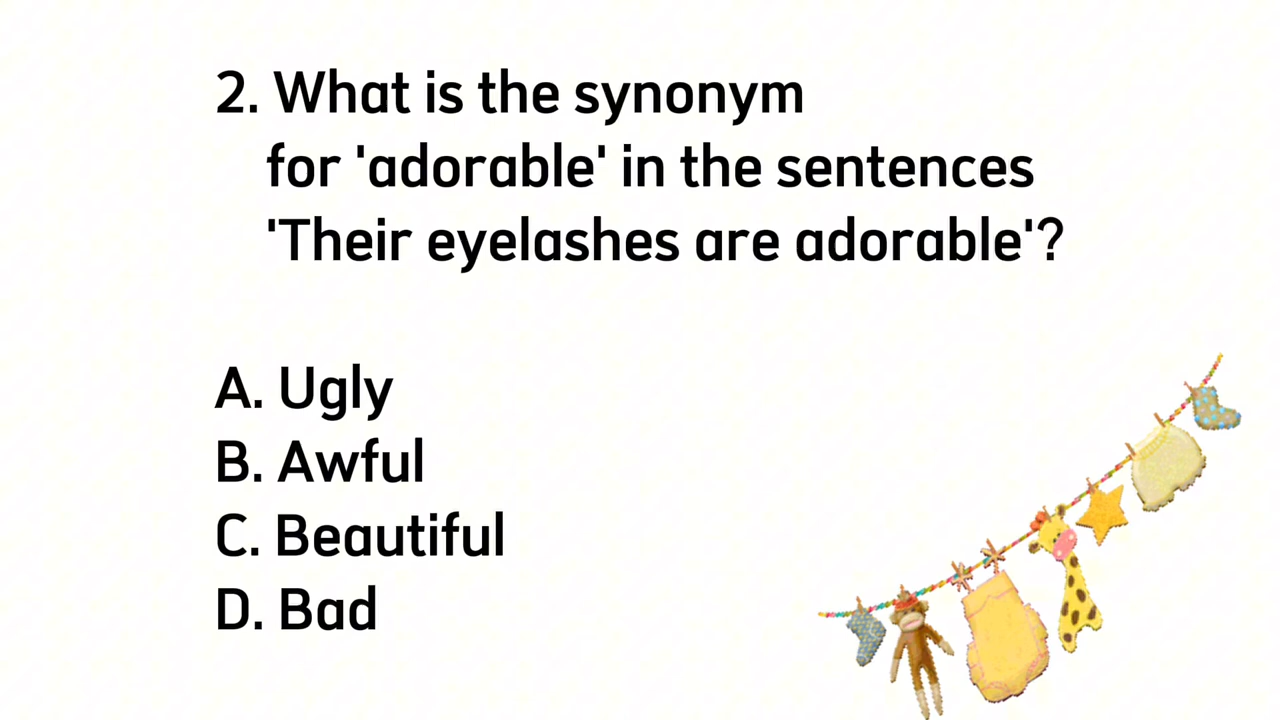 2. What is the synonym
for 'adorable' in the sentences
'Their eyelashes are adorable'?
A. Ugly
B. Awful
C. Beautiful
D. Bad